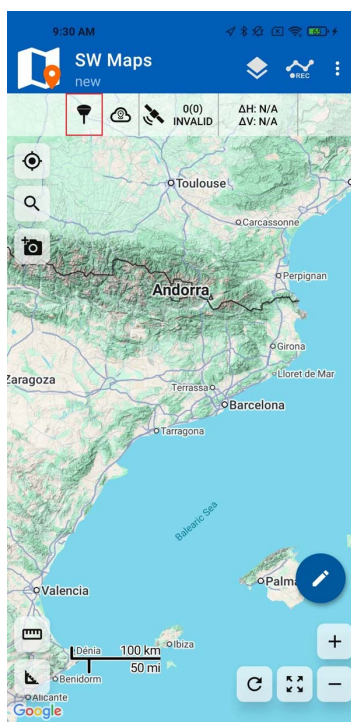 9:30 AM
SW Maps
new
REC
0(0)
INVALID
ΔH: N/A
ΔV: N/A
Toulouse
Carcassonne
Perpignan
Andorra
Girona
Lloret de Mar
Zaragoza
Terrassa
Barcelona
Tarragona
Balearic Sea
Palma
Valencia
Dénia
100 km
Ibiza
50 mi
Benidorm
Alicante
Google